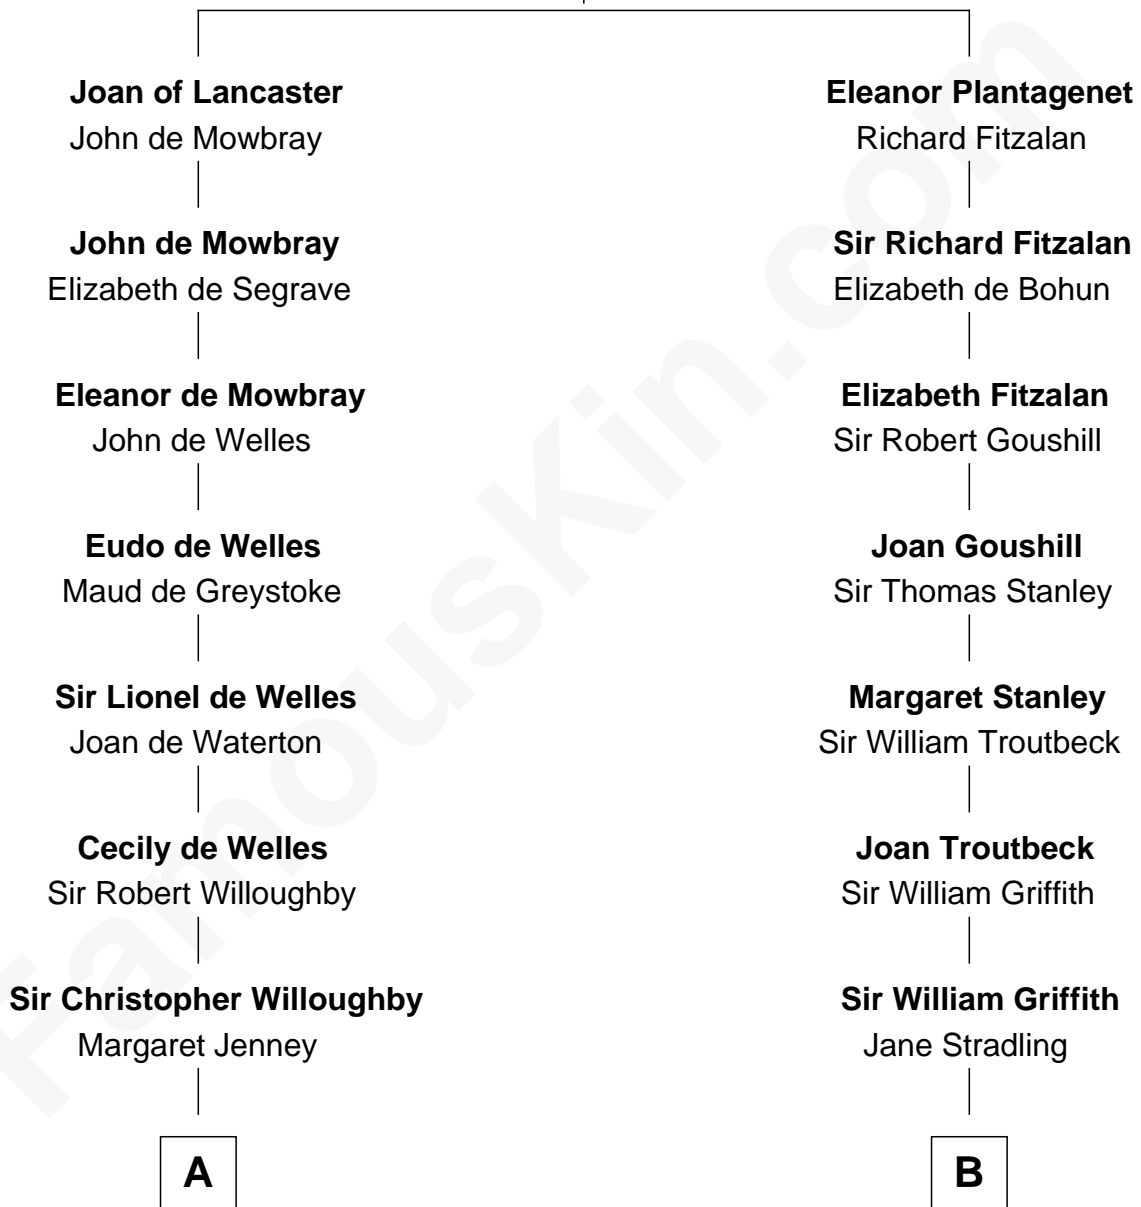 Joan of Lancaster
John de Mowbray
John de Mowbray
Elizabeth de Segrave
Eleanor de Mowbray
John de Welles
Eudo de Welles
Maud de Greystoke
Sir Lionel de Welles
Joan de Waterton
Cecily de Welles
Sir Robert Willoughby
Sir Christopher Willoughby
Margaret Jenney
A
Eleanor Plantagenet
Richard Fitzalan
Sir Richard Fitzalan
Elizabeth de Bohun
Elizabeth Fitzalan
Sir Robert Goushill
Joan Goushill
Sir Thomas Stanley
Margaret Stanley
Sir William Troutbeck
Joan Troutbeck
Sir William Griffith
Sir William Griffith
Jane Stradling
B
FamousKin.com